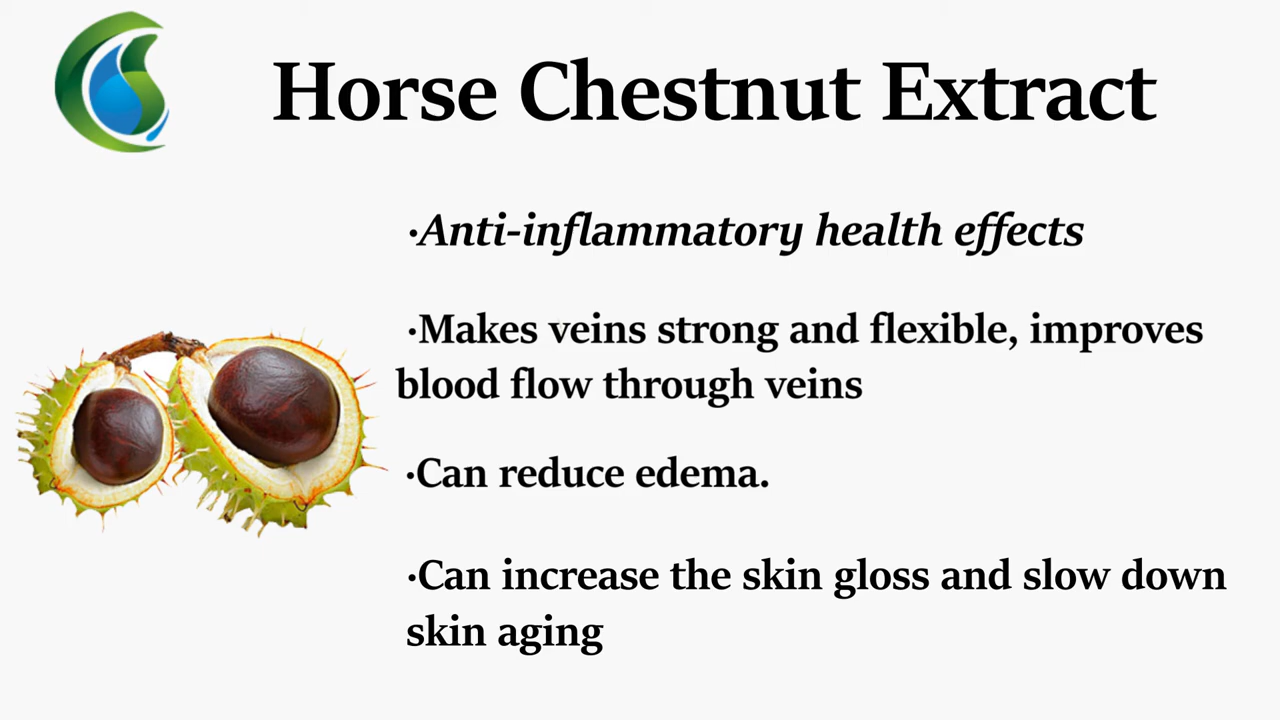 Horse Chestnut Extract
·Anti-inflammatory health effects
·Makes veins strong and flexible, improves
blood flow through veins
·Can reduce edema.
·Can increase the skin gloss and slow down
skin aging